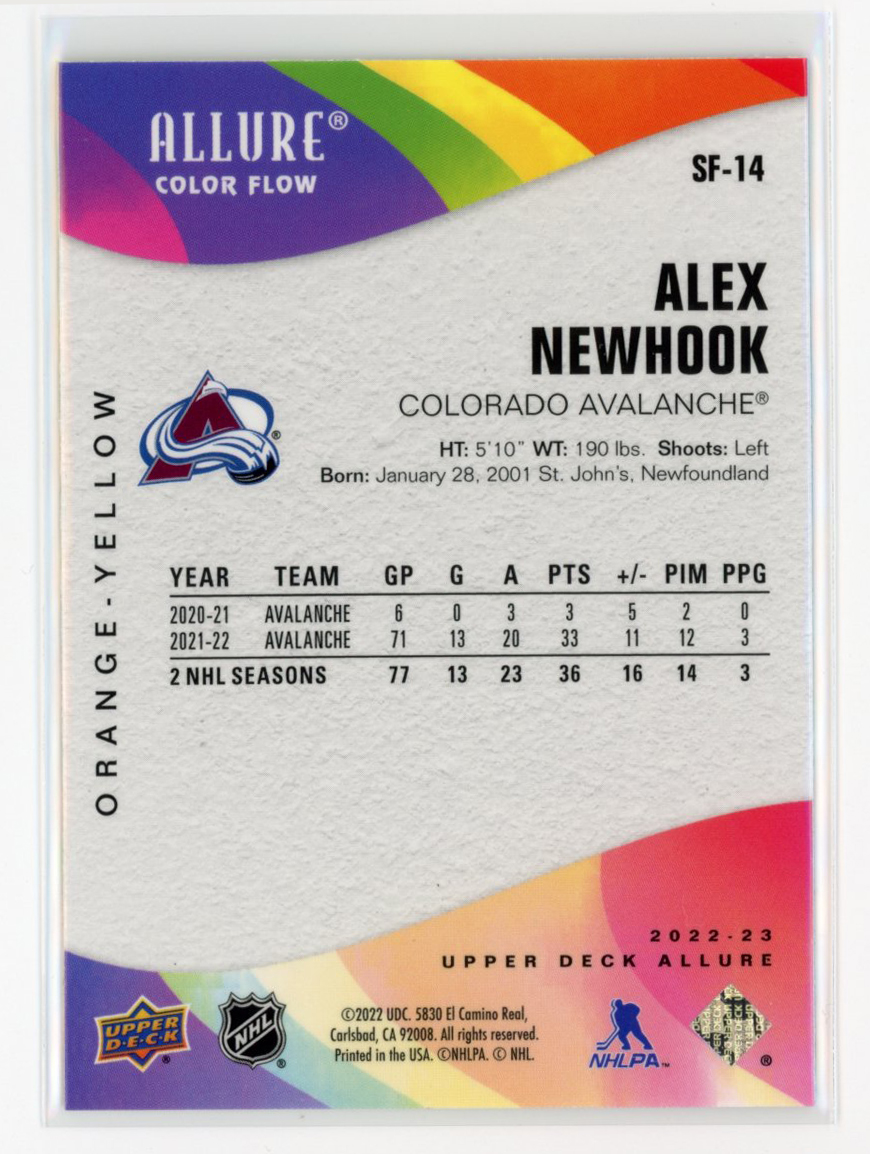 ALLURE®
COLOR FLOW
SF-14
ALEX
NEWHOOK
COLORADO AVALANCHE®
HT: 5'10" WT: 190 lbs. Shoots: Left
Born: January 28, 2001 St. John's, Newfoundland
ORANGE-YELLOW
®
YEAR TEAM GP G A PTS +/- PIM PPG
2020-21 AVALANCHE 6 0 3 3 5 2 0
2021-22 AVALANCHE 71 13 20 33 11 12 3
2 NHL SEASONS 77 13 23 36 16 14 3
2022-23
UPPER DECK ALLURE
UPPER
D·E·C·K
®
NHL
®
©2022 UDC. 5830 El Camino Real,
Carlsbad, CA 92008. All rights reserved.
Printed in the USA. ©NHLPA. © NHL.
NHLPA™
®